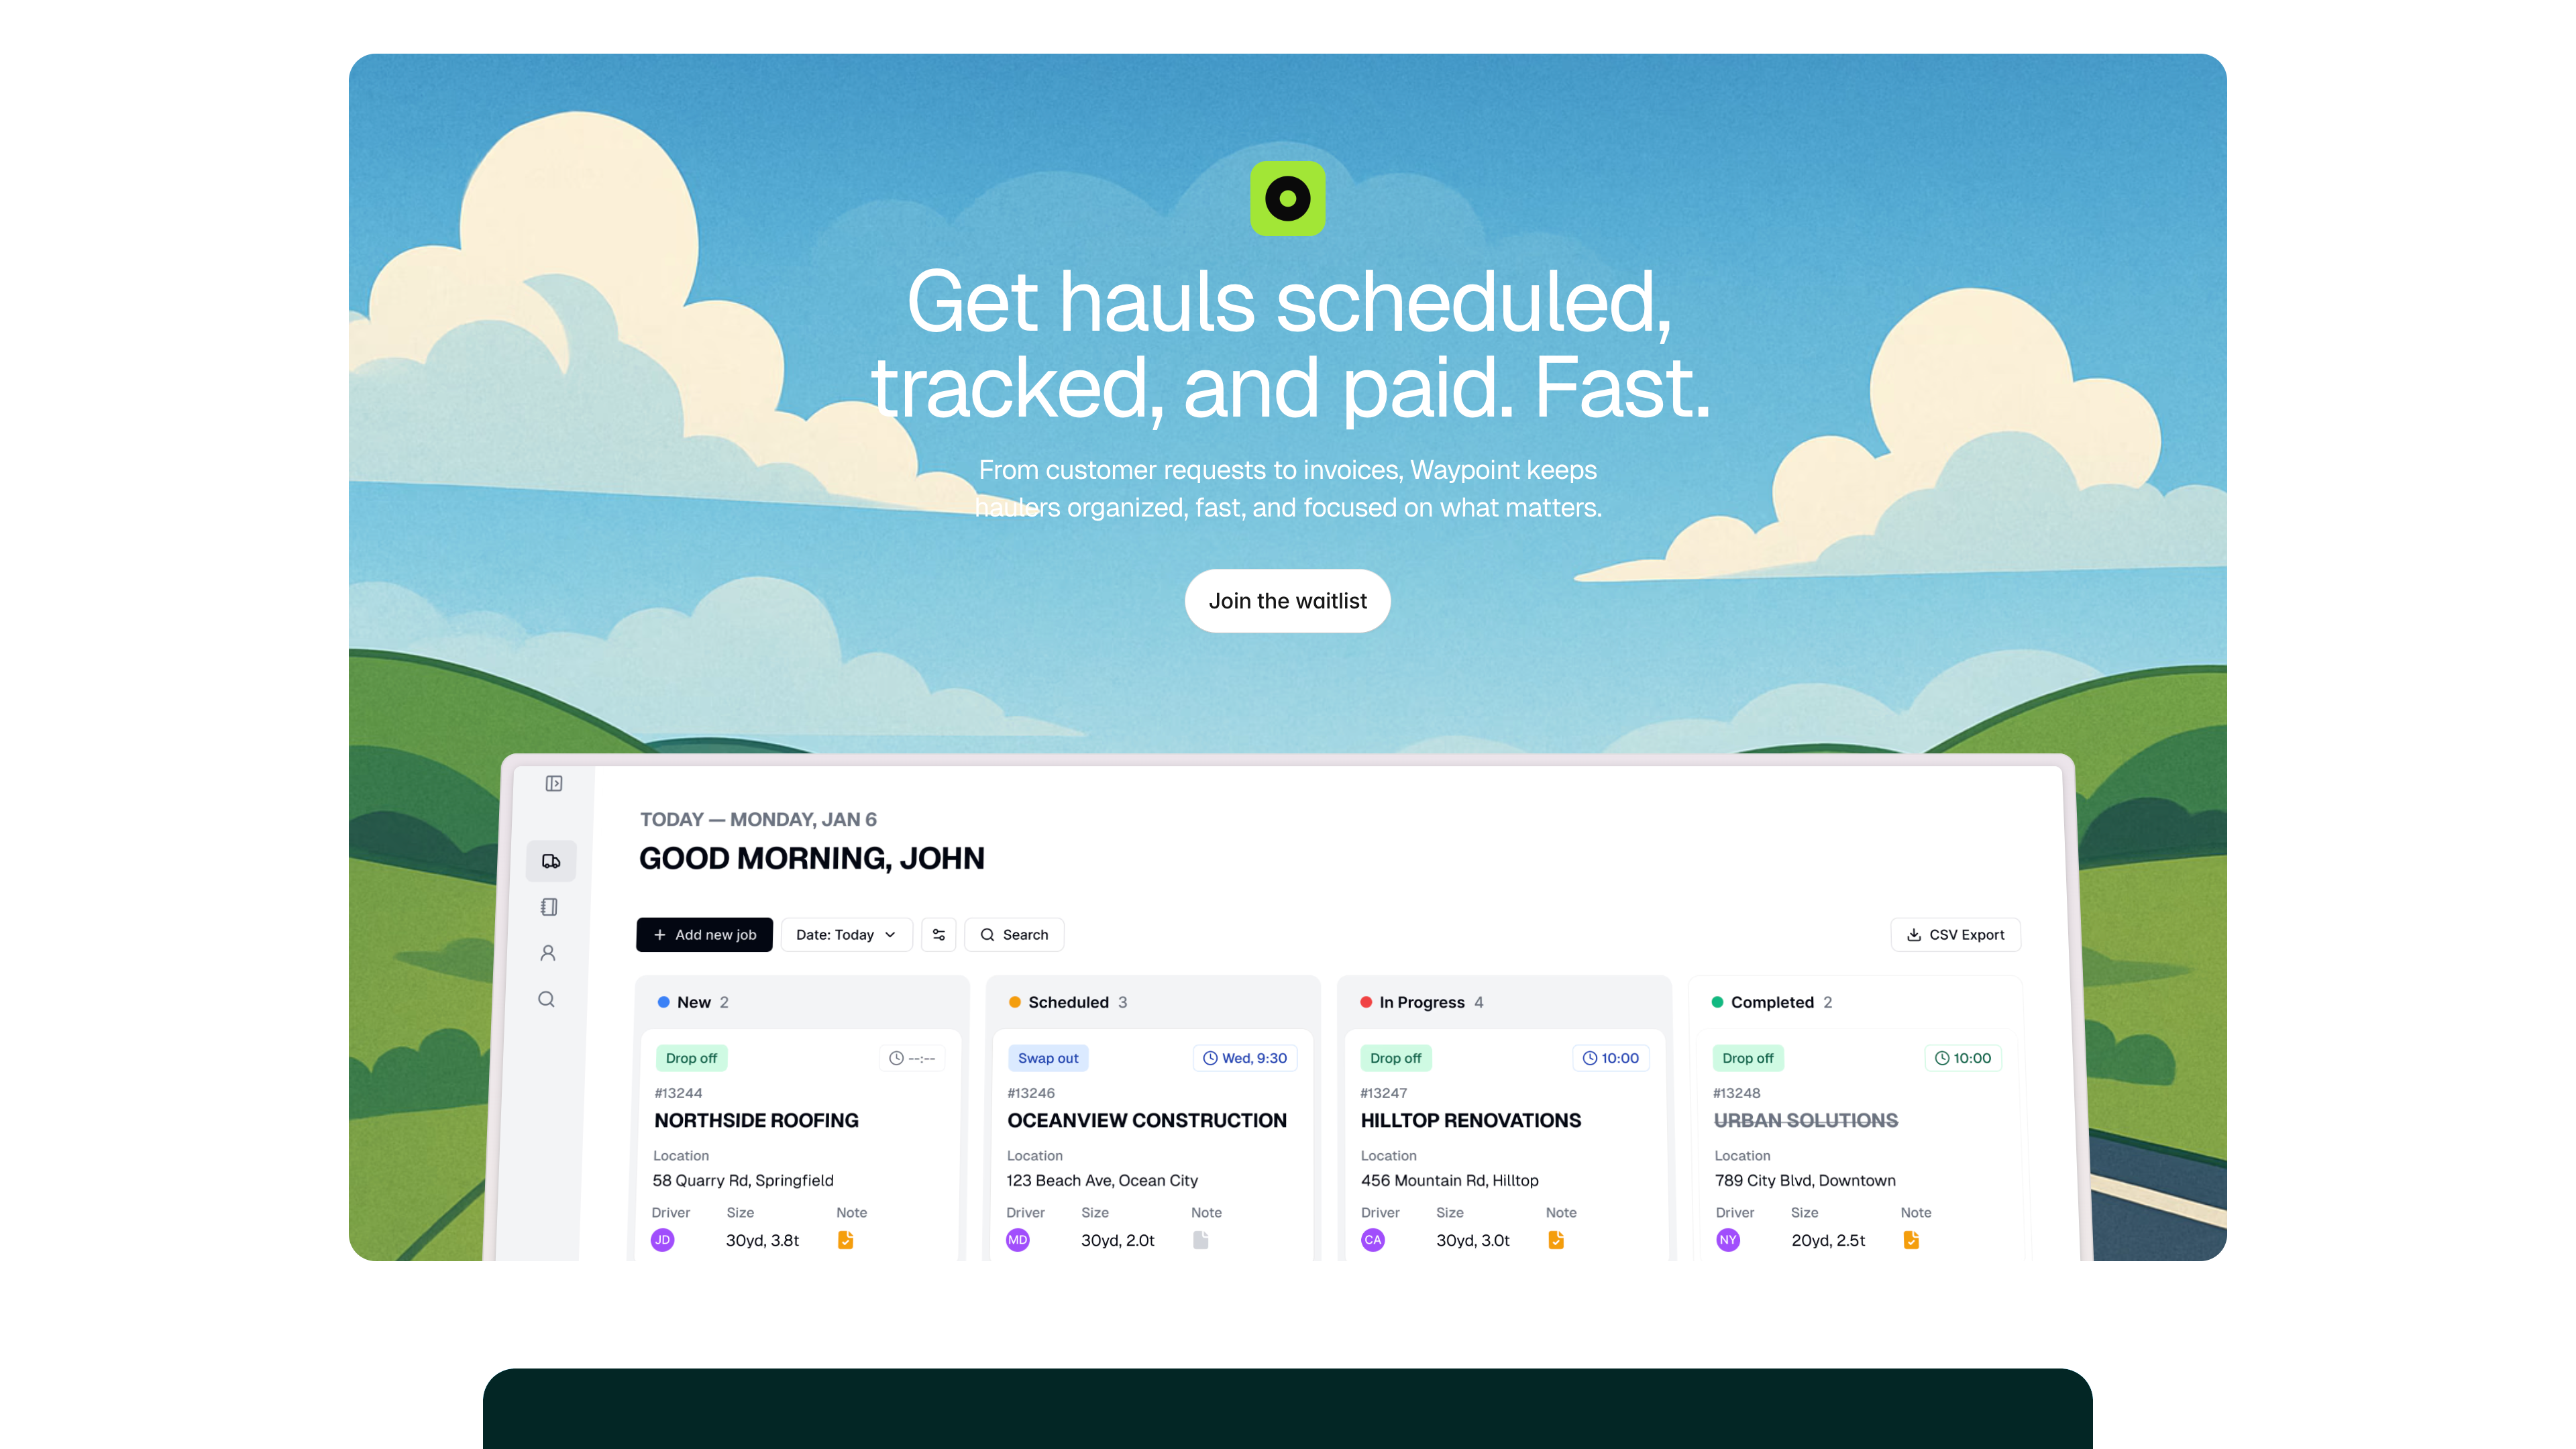 Get hauls scheduled,
tracked, and paid. Fast.
From customer requests to invoices, Waypoint keeps
haulers organized, fast, and focused on what matters.
Join the waitlist
TODAY — MONDAY, JAN 6
GOOD MORNING, JOHN
Add new job
Date: Today
Search
CSV Export
New 2
Drop off
--:--
#13244
NORTHSIDE ROOFING
Location
58 Quarry Rd, Springfield
Driver Size Note
JD 30yd, 3.8t
Scheduled 3
Swap out
Wed, 9:30
#13246
OCEANVIEW CONSTRUCTION
Location
123 Beach Ave, Ocean City
Driver Size Note
MD 30yd, 2.0t
In Progress 4
Drop off
10:00
#13247
HILLTOP RENOVATIONS
Location
456 Mountain Rd, Hilltop
Driver Size Note
CA 30yd, 3.0t
Completed 2
Drop off
10:00
#13248
URBAN SOLUTIONS
Location
789 City Blvd, Downtown
Driver Size Note
NY 20yd, 2.5t